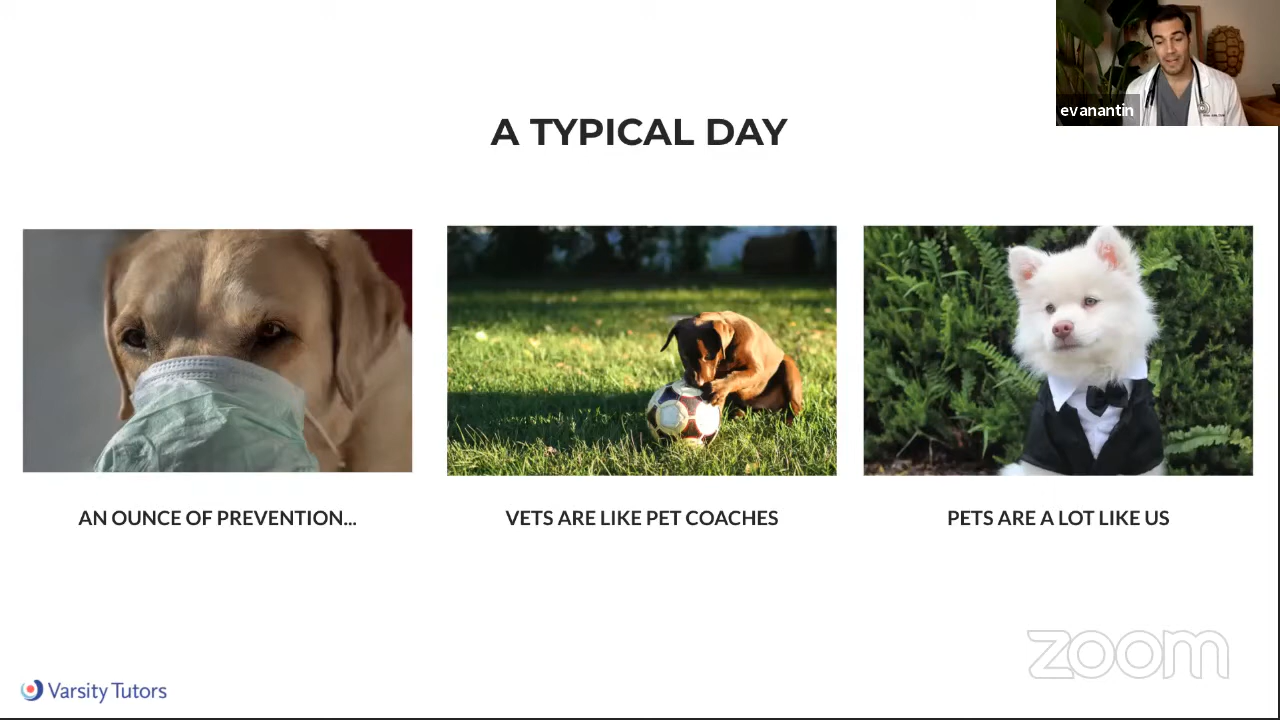 evanantin
A TYPICAL DAY
AN OUNCE OF PREVENTION...
VETS ARE LIKE PET COACHES
PETS ARE A LOT LIKE US
zoom
Varsity Tutors